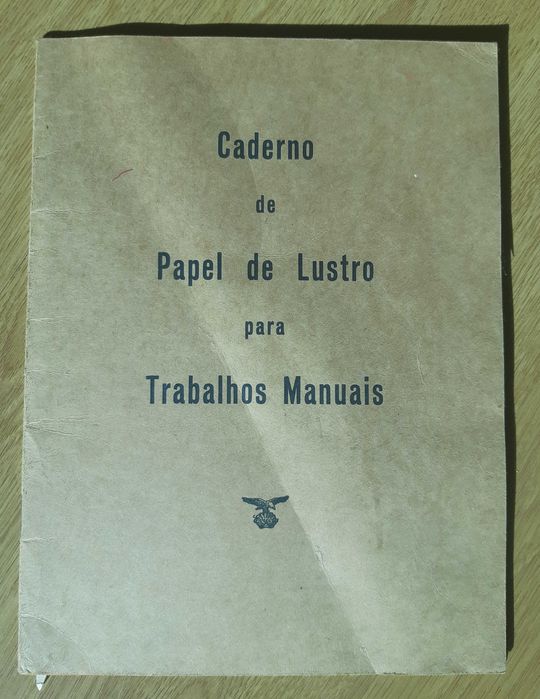 Caderno
de
Papel de Lustro
para
Trabalhos Manuais